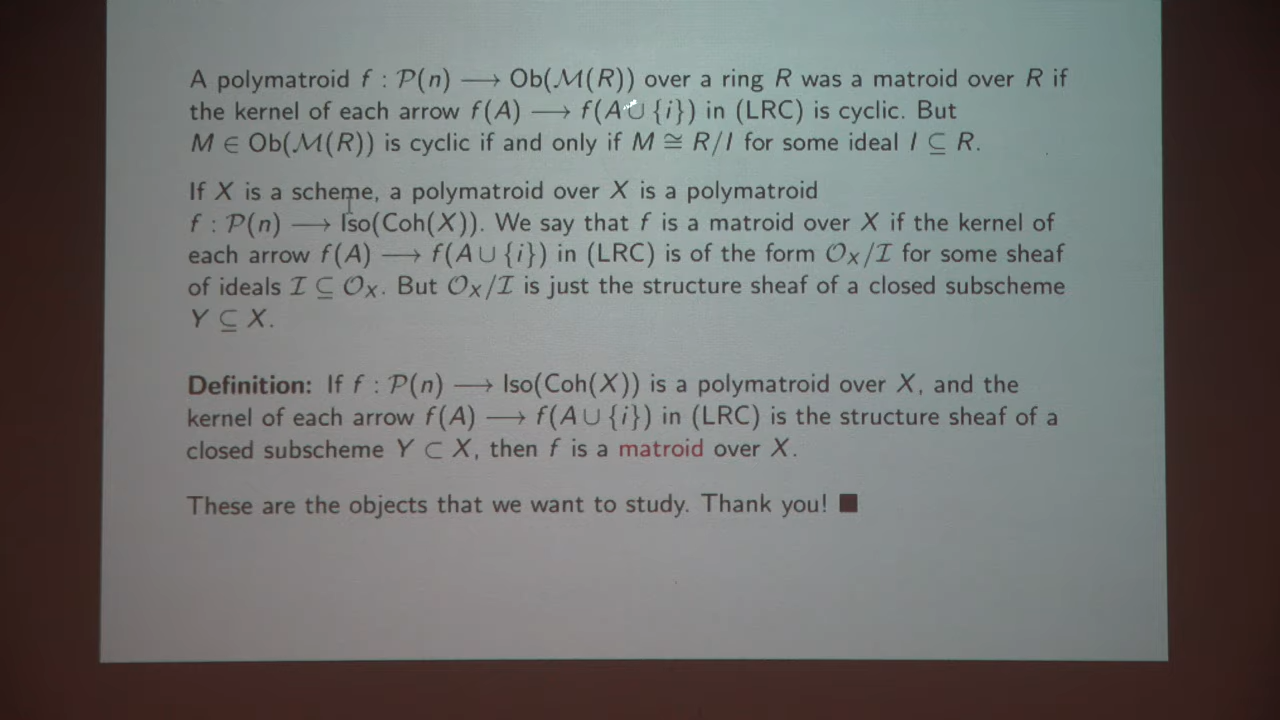 A polymatroid f : 𝒫(n) ⟶ Ob(ℳ(R)) over a ring R was a matroid over R if
the kernel of each arrow f(A) ⟶ f(A ∪ {i}) in (LRC) is cyclic. But
M ∈ Ob(ℳ(R)) is cyclic if and only if M ≅ R/I for some ideal I ⊆ R.
If X is a scheme, a polymatroid over X is a polymatroid
f : 𝒫(n) ⟶ Iso(Coh(X)). We say that f is a matroid over X if the kernel of
each arrow f(A) ⟶ f(A ∪ {i}) in (LRC) is of the form 𝒪_X/ℐ for some sheaf
of ideals ℐ ⊆ 𝒪_X. But 𝒪_X/ℐ is just the structure sheaf of a closed subscheme
Y ⊆ X.
Definition: If f : 𝒫(n) ⟶ Iso(Coh(X)) is a polymatroid over X, and the
kernel of each arrow f(A) ⟶ f(A ∪ {i}) in (LRC) is the structure sheaf of a
closed subscheme Y ⊂ X, then f is a matroid over X.
These are the objects that we want to study. Thank you! ■